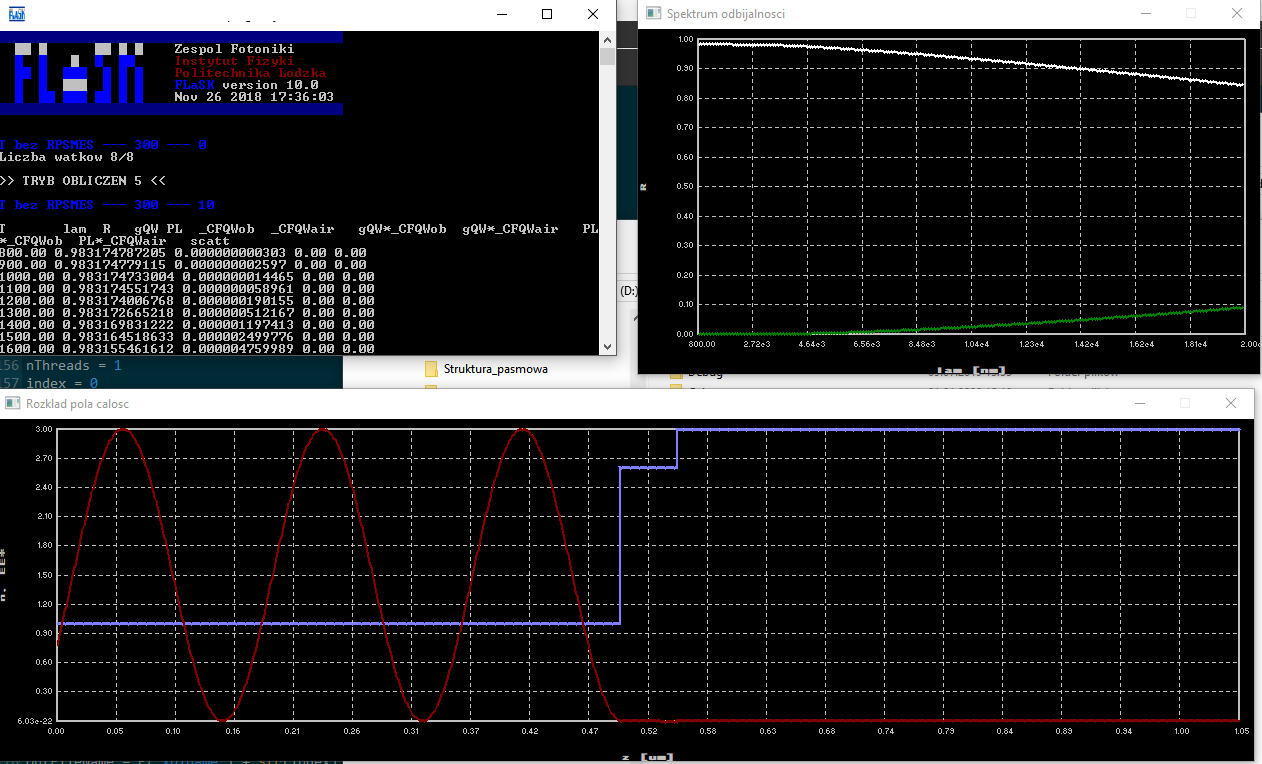 FLaSK
Zespol Fotoniki
Instytut Fizyki
Politechnika Lodzka
FLaSK version 10.0
Nov 26 2018 17:36:03
T bez RPSMES --- 300 --- 0
Liczba watkow 8/8
>> TRYB OBLICZEN 5 <<
T bez RPSMES --- 300 --- 10
T lam R gQW PL _CFQWob _CFQWair gQW*_CFQWob gQW*_CFQWair PL
*_CFQWob PL*_CFQWair scatt
800.00 0.983174787205 0.000000000303 0.00 0.00
900.00 0.983174779115 0.000000002597 0.00 0.00
1000.00 0.983174733004 0.000000014465 0.00 0.00
1100.00 0.983174551743 0.000000058961 0.00 0.00
1200.00 0.983174006768 0.000000190155 0.00 0.00
1300.00 0.983172665218 0.000000512167 0.00 0.00
1400.00 0.983169831222 0.000001197413 0.00 0.00
1500.00 0.983164518633 0.000002499776 0.00 0.00
1600.00 0.983155461612 0.000004759989 0.00 0.00
156 nThreads = 1
157 index = 0
(D:)
Struktura_pasmowa
Spektrum odbijalnosci
1.00
0.90
0.80
0.70
0.60
0.50
0.40
0.30
0.20
0.10
0.00
R
800.00 2.72e3 4.64e3 6.56e3 8.48e3 1.04e4 1.23e4 1.42e4 1.62e4 1.81e4 2.00e
lam [nm]
Rozklad pola calosc
3.00
2.70
2.40
2.10
1.80
1.50
1.20
0.90
0.60
0.30
6.03e-22
n. EE*
0.00 0.05 0.10 0.16 0.21 0.26 0.31 0.37 0.42 0.47 0.52 0.58 0.63 0.68 0.73 0.79 0.84 0.89 0.94 1.00 1.05
z [um]